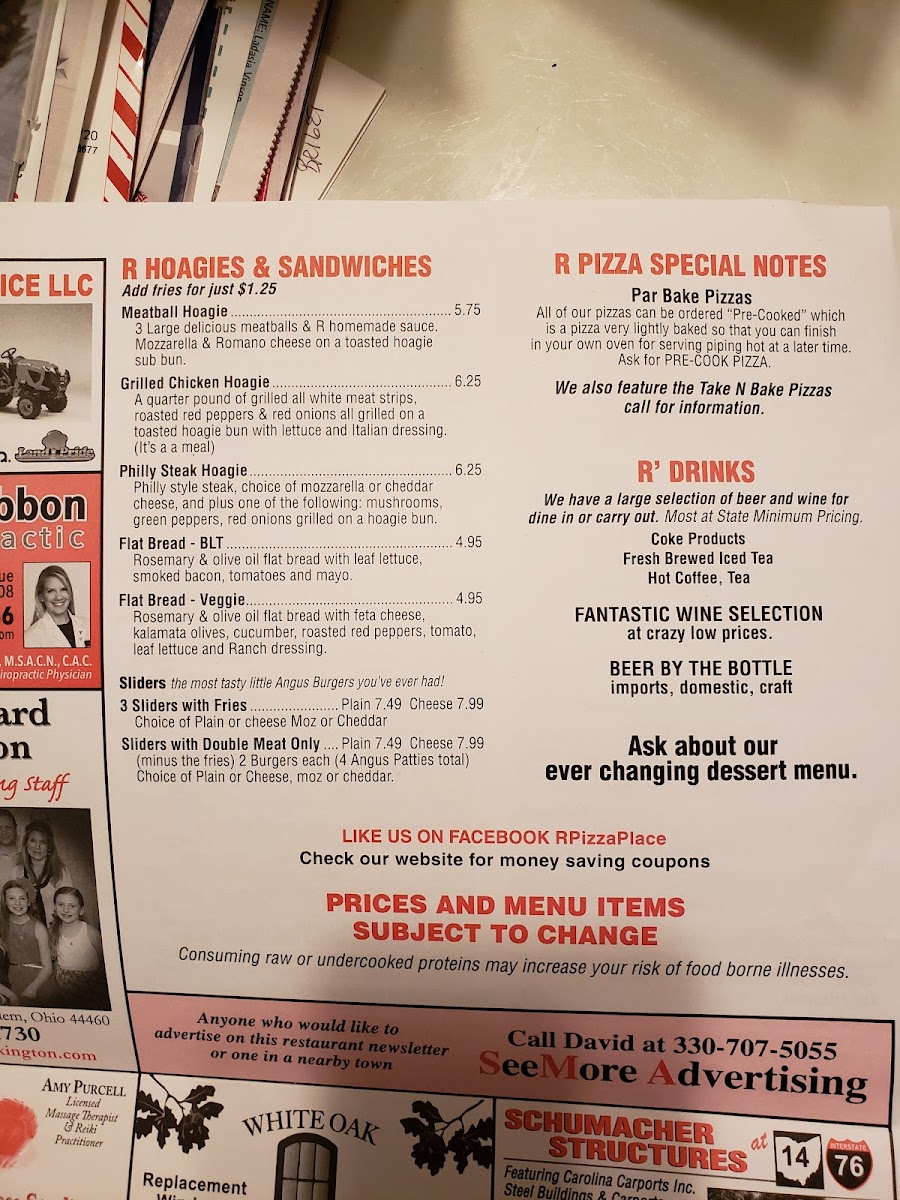 NAME: Ladasia Vinson
20
0677
ICE LLC
Land Pride
bbon
actic
ue
08
6
om
, M.S.A.C.N., C.A.C.
iropractic Physician
ard
on
ng Staff
lem, Ohio 44460
730
kington.com
R HOAGIES & SANDWICHES
Add fries for just $1.25
Meatball Hoagie 5.75
3 Large delicious meatballs & R homemade sauce.
Mozzarella & Romano cheese on a toasted hoagie
sub bun.
Grilled Chicken Hoagie 6.25
A quarter pound of grilled all white meat strips,
roasted red peppers & red onions all grilled on a
toasted hoagie bun with lettuce and Italian dressing.
(It's a a meal)
Philly Steak Hoagie 6.25
Philly style steak, choice of mozzarella or cheddar
cheese, and plus one of the following: mushrooms,
green peppers, red onions grilled on a hoagie bun.
Flat Bread - BLT 4.95
Rosemary & olive oil flat bread with leaf lettuce,
smoked bacon, tomatoes and mayo.
Flat Bread - Veggie 4.95
Rosemary & olive oil flat bread with feta cheese,
kalamata olives, cucumber, roasted red peppers, tomato,
leaf lettuce and Ranch dressing.
Sliders the most tasty little Angus Burgers you've ever had!
3 Sliders with Fries Plain 7.49 Cheese 7.99
Choice of Plain or cheese Moz or Cheddar
Sliders with Double Meat Only .... Plain 7.49 Cheese 7.99
(minus the fries) 2 Burgers each (4 Angus Patties total)
Choice of Plain or Cheese, moz or cheddar.
R PIZZA SPECIAL NOTES
Par Bake Pizzas
All of our pizzas can be ordered "Pre-Cooked" which
is a pizza very lightly baked so that you can finish
in your own oven for serving piping hot at a later time.
Ask for PRE-COOK PIZZA.
We also feature the Take N Bake Pizzas
call for information.
R' DRINKS
We have a large selection of beer and wine for
dine in or carry out. Most at State Minimum Pricing.
Coke Products
Fresh Brewed Iced Tea
Hot Coffee, Tea
FANTASTIC WINE SELECTION
at crazy low prices.
BEER BY THE BOTTLE
imports, domestic, craft
Ask about our
ever changing dessert menu.
LIKE US ON FACEBOOK RPizzaPlace
Check our website for money saving coupons
PRICES AND MENU ITEMS
SUBJECT TO CHANGE
Consuming raw or undercooked proteins may increase your risk of food borne illnesses.
Anyone who would like to
advertise on this restaurant newsletter
or one in a nearby town
Call David at 330-707-5055
SeeMore Advertising
AMY PURCELL
Licensed
Massage Therapist
& Reiki
Practitioner
WHITE OAK
Replacement
SCHUMACHER
STRUCTURES at
14
INTERSTATE
76
Featuring Carolina Carports Inc.
Steel Buildings & Carports